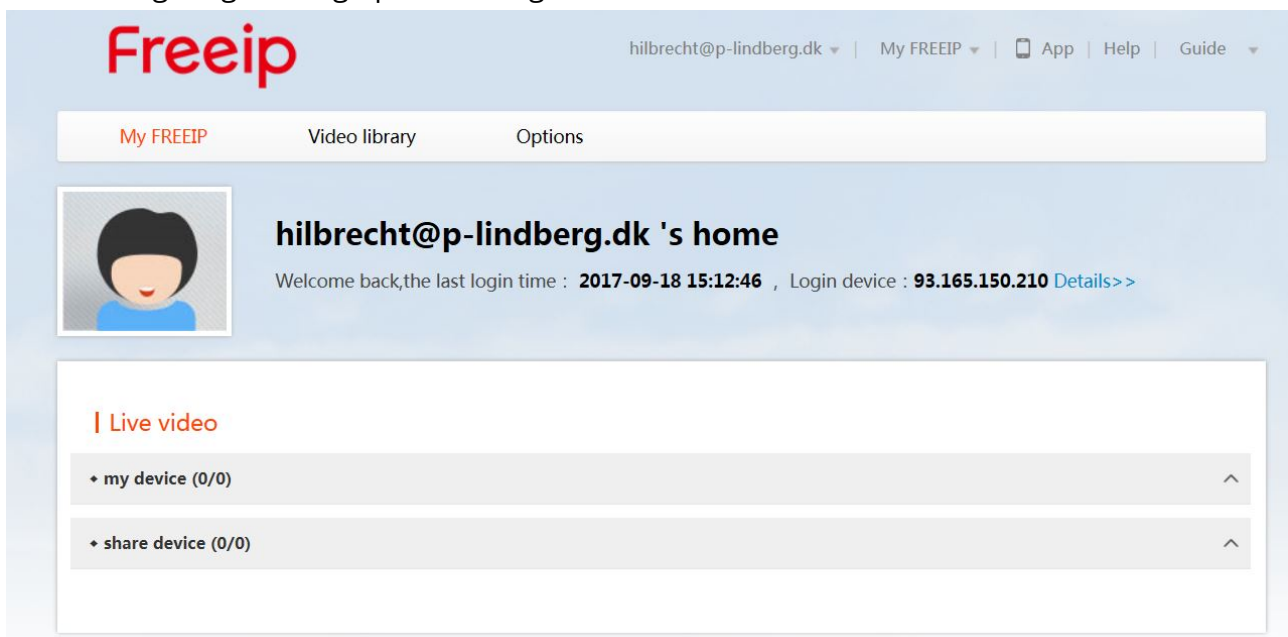 Freeip
hilbrecht@p-lindberg.dk | My FREEIP | App | Help | Guide
My FREEIP Video library Options
hilbrecht@p-lindberg.dk 's home
Welcome back,the last login time : 2017-09-18 15:12:46 , Login device : 93.165.150.210 Details>>
| Live video
my device (0/0)
share device (0/0)